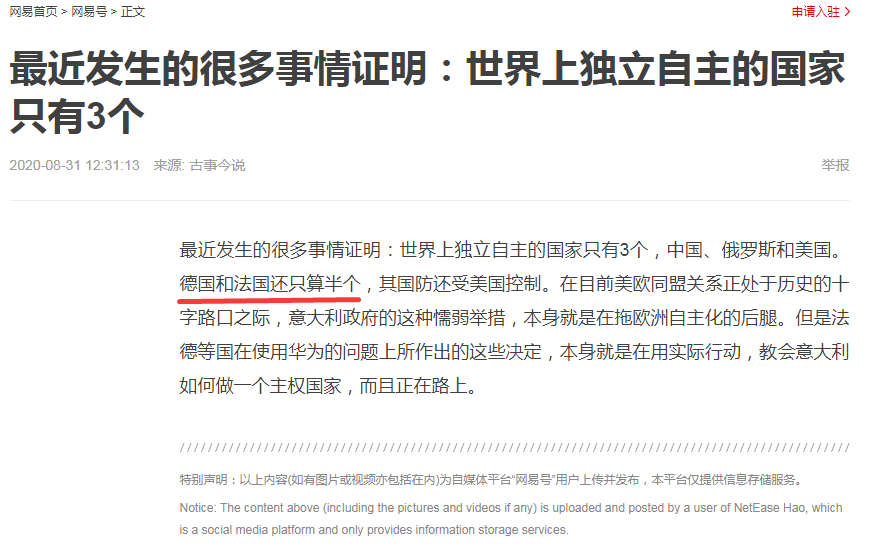 网易首页 > 网易号 > 正文
申请入驻
最近发生的很多事情证明：世界上独立自主的国家
只有3个
2020-08-31 12:31:13 来源: 古事今说
举报
最近发生的很多事情证明：世界上独立自主的国家只有3个，中国、俄罗斯和美国。
德国和法国还只算半个，其国防还受美国控制。在目前美欧同盟关系正处于历史的十
字路口之际，意大利政府的这种懦弱举措，本身就是在拖欧洲自主化的后腿。但是法
德等国在使用华为的问题上所作出的这些决定，本身就是在用实际行动，教会意大利
如何做一个主权国家，而且正在路上。
特别声明：以上内容(如有图片或视频亦包括在内)为自媒体平台“网易号”用户上传并发布，本平台仅提供信息存储服务。
Notice: The content above (including the pictures and videos if any) is uploaded and posted by a user of NetEase Hao, which
is a social media platform and only provides information storage services.